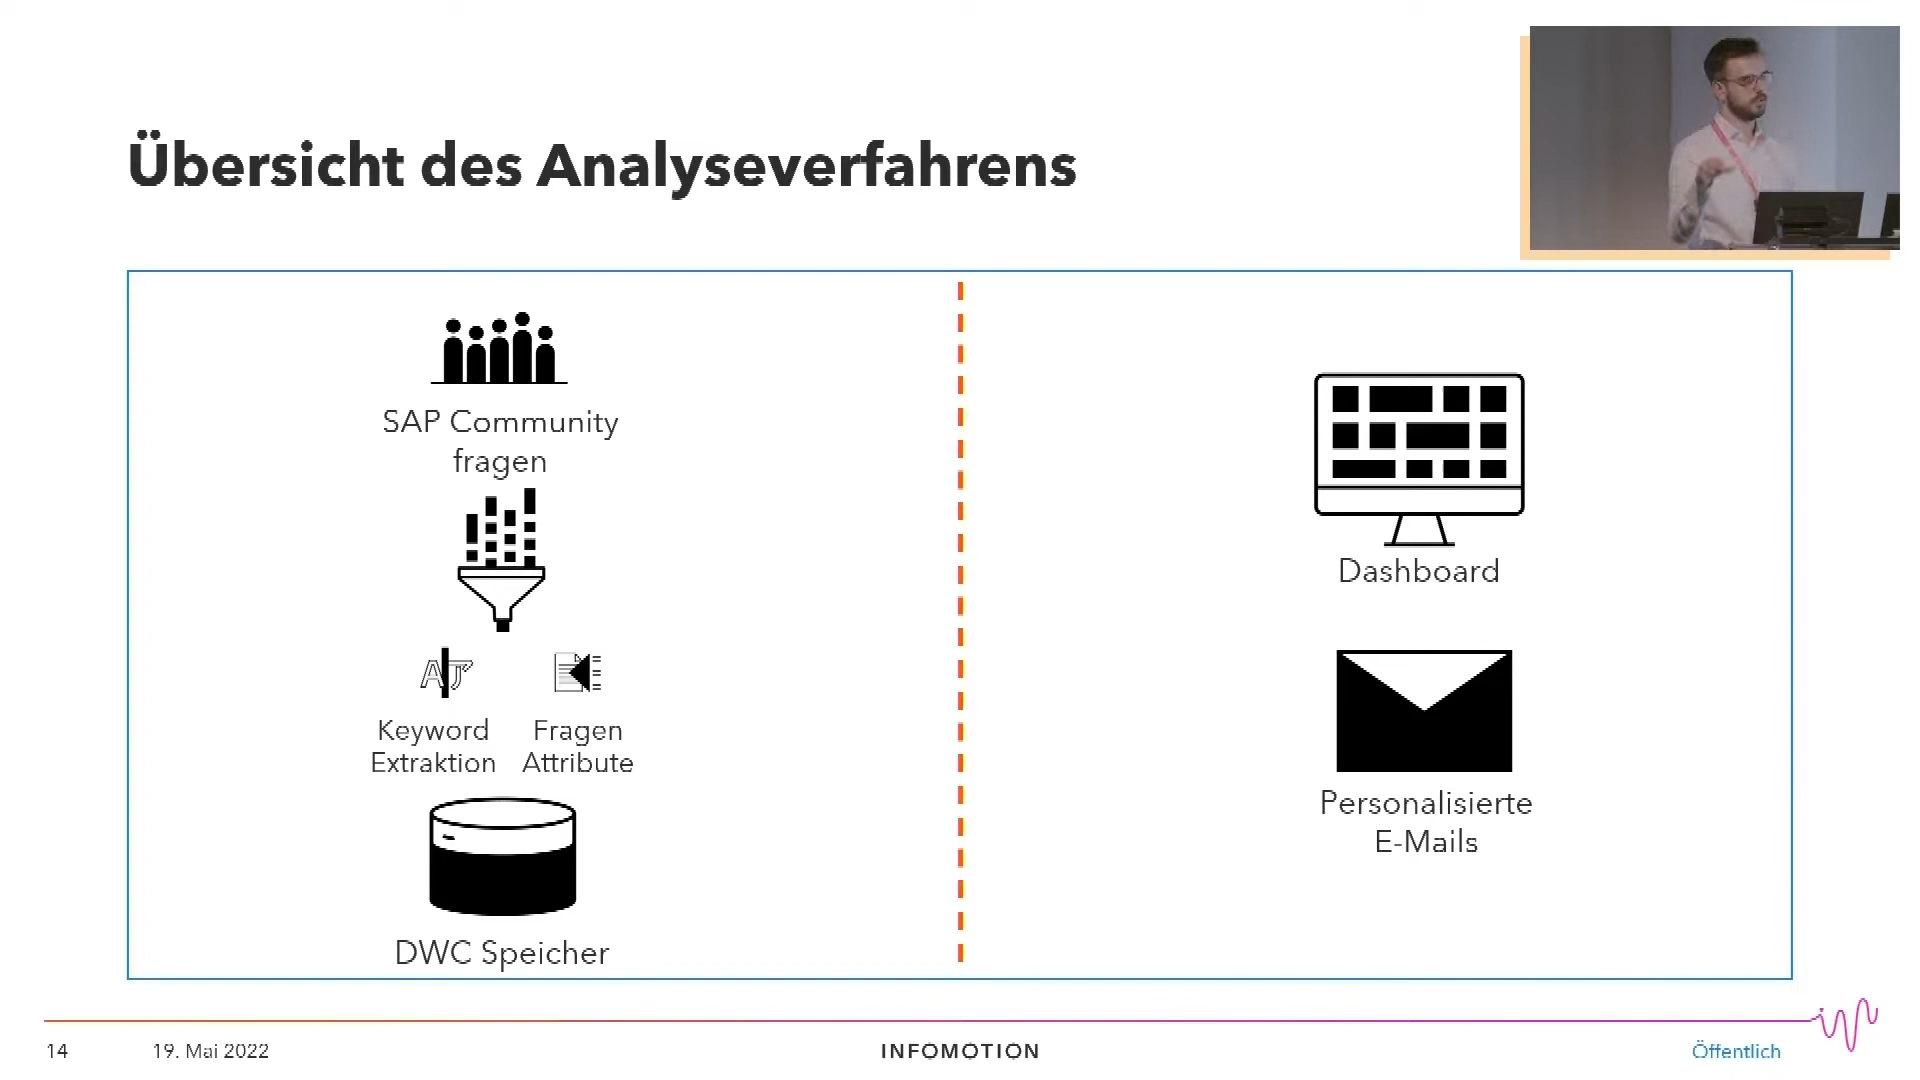 Übersicht des Analyseverfahrens
SAP Community
fragen
Keyword
Extraktion
Fragen
Attribute
DWC Speicher
Dashboard
Personalisierte
E-Mails
14
19. Mai 2022
INFOMOTION
Öffentlich